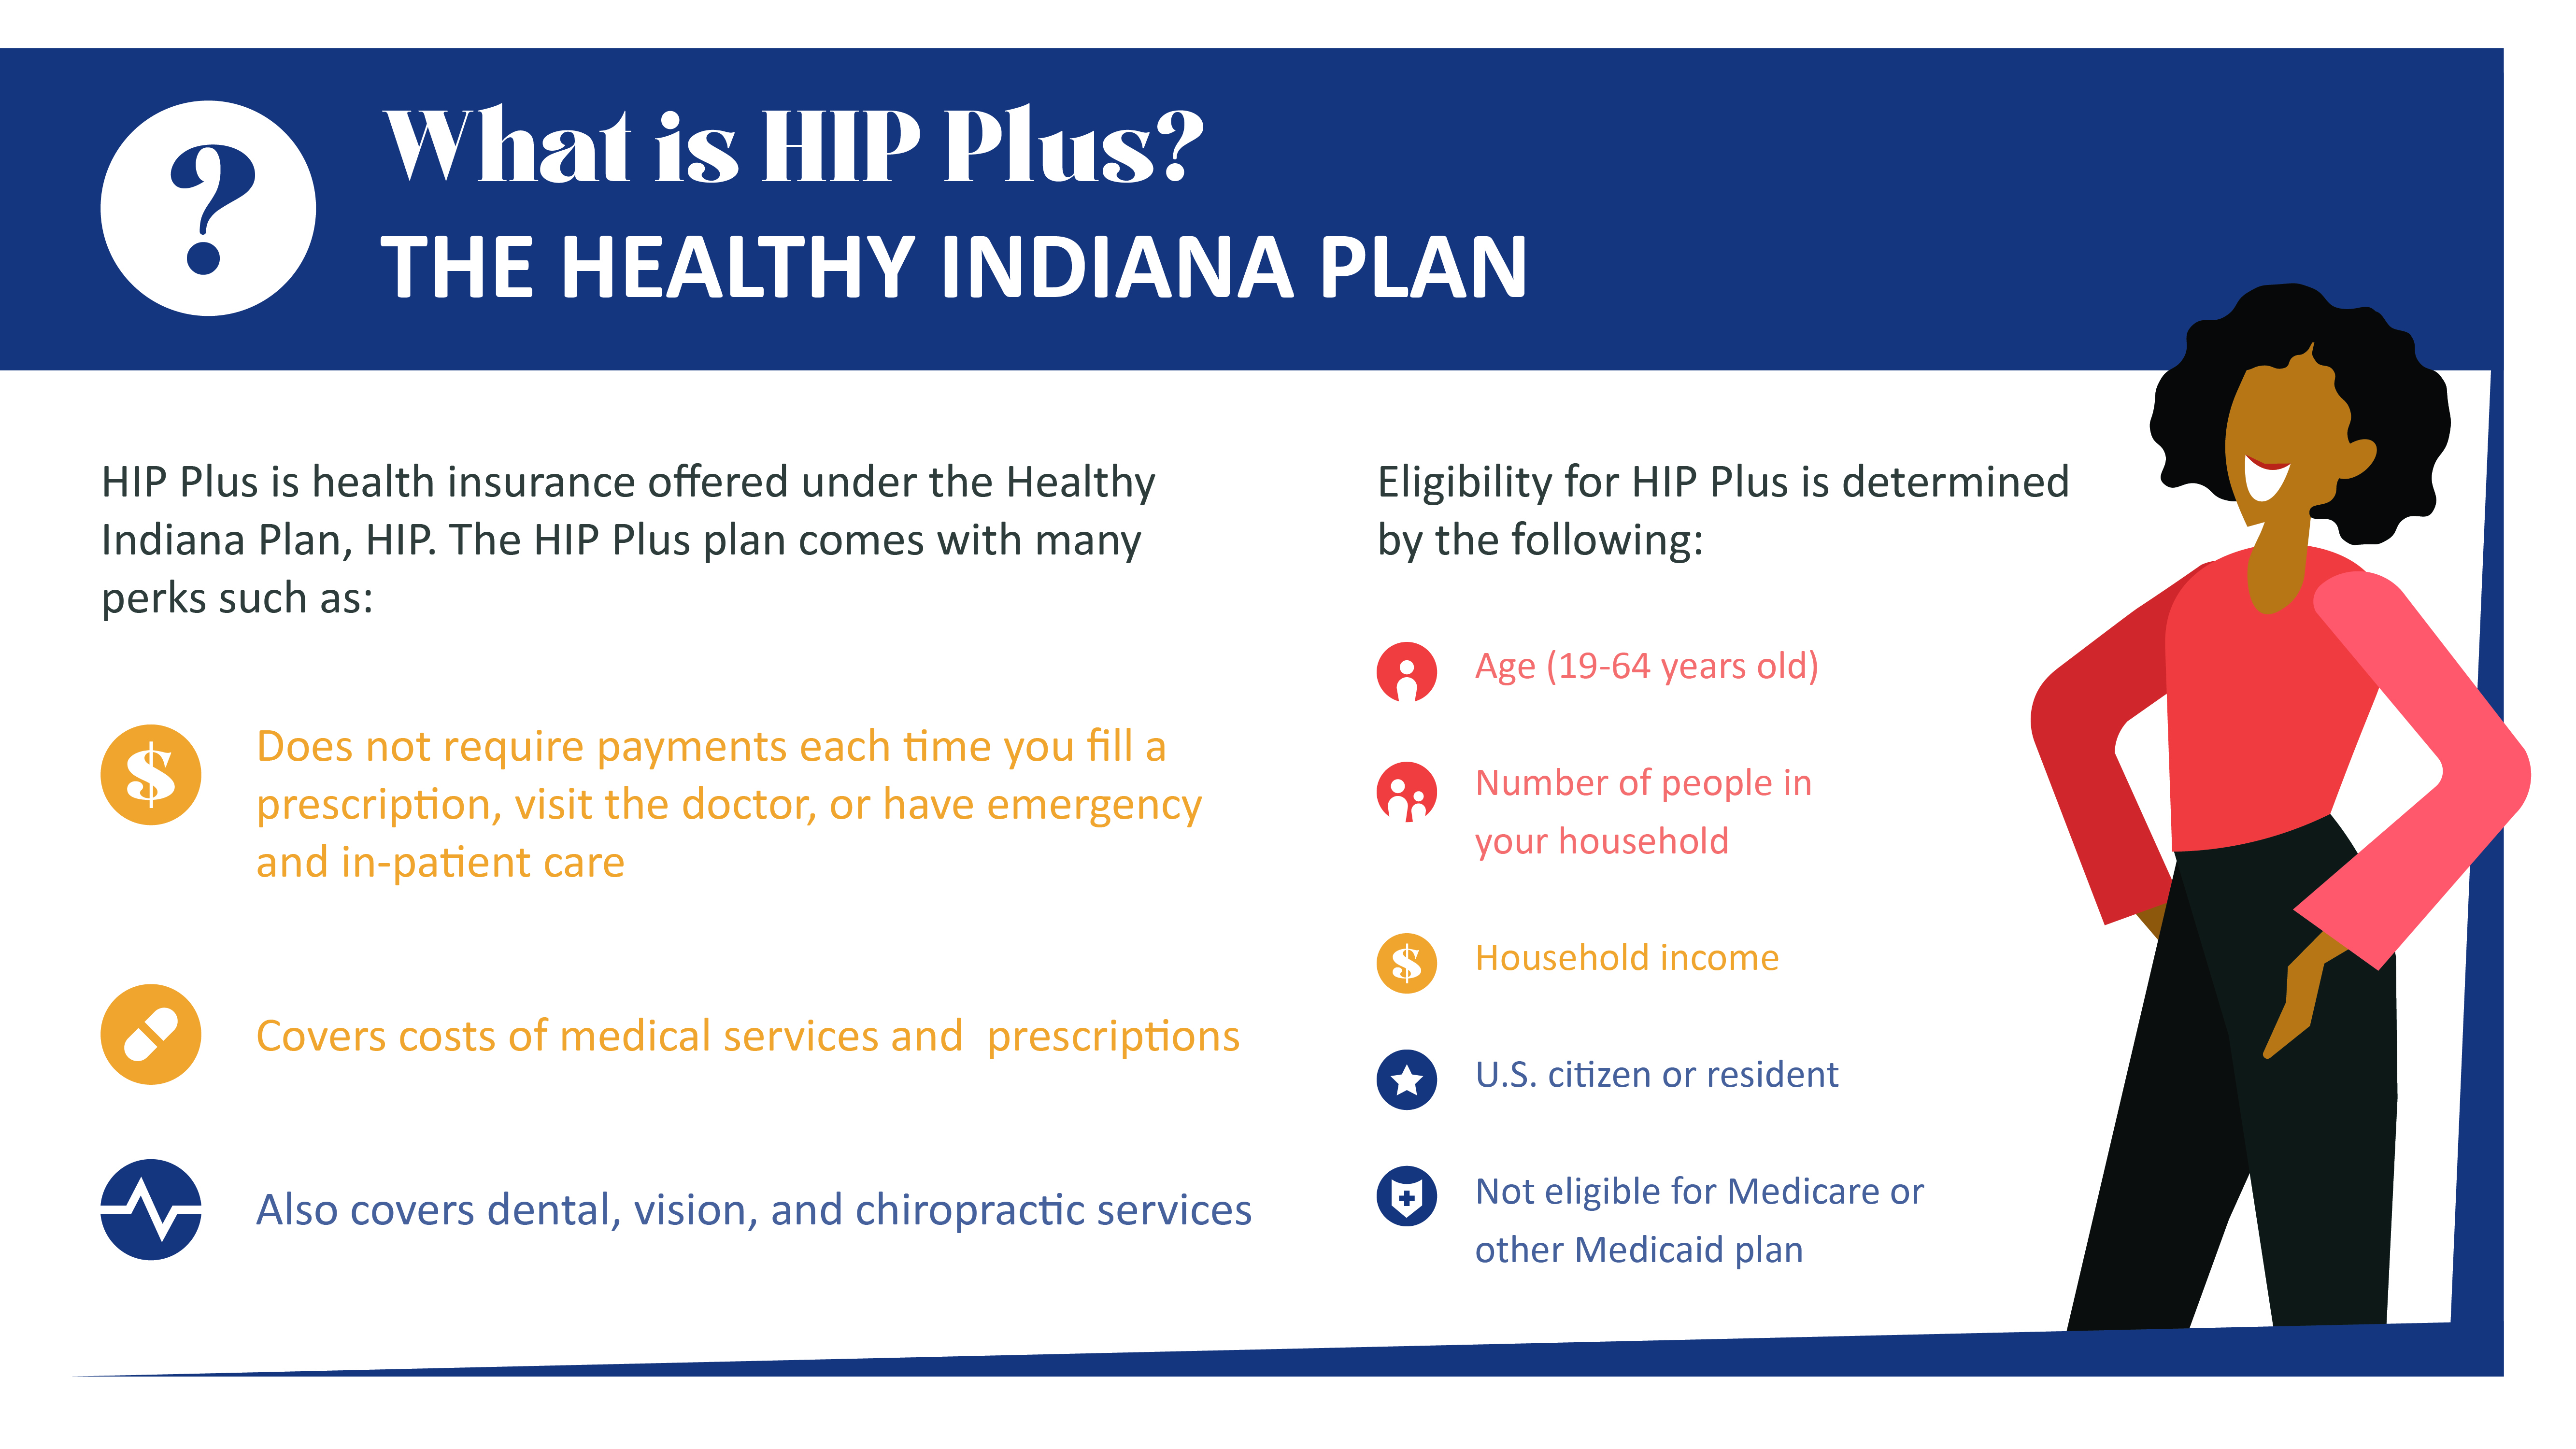 ?
What is HIP Plus?
THE HEALTHY INDIANA PLAN
HIP Plus is health insurance offered under the Healthy
Indiana Plan, HIP. The HIP Plus plan comes with many
perks such as:
$
Does not require payments each time you fill a
prescription, visit the doctor, or have emergency
and in-patient care
Covers costs of medical services and  prescriptions
Also covers dental, vision, and chiropractic services
Eligibility for HIP Plus is determined
by the following:
Age (19-64 years old)
Number of people in
your household
$
Household income
U.S. citizen or resident
Not eligible for Medicare or
other Medicaid plan